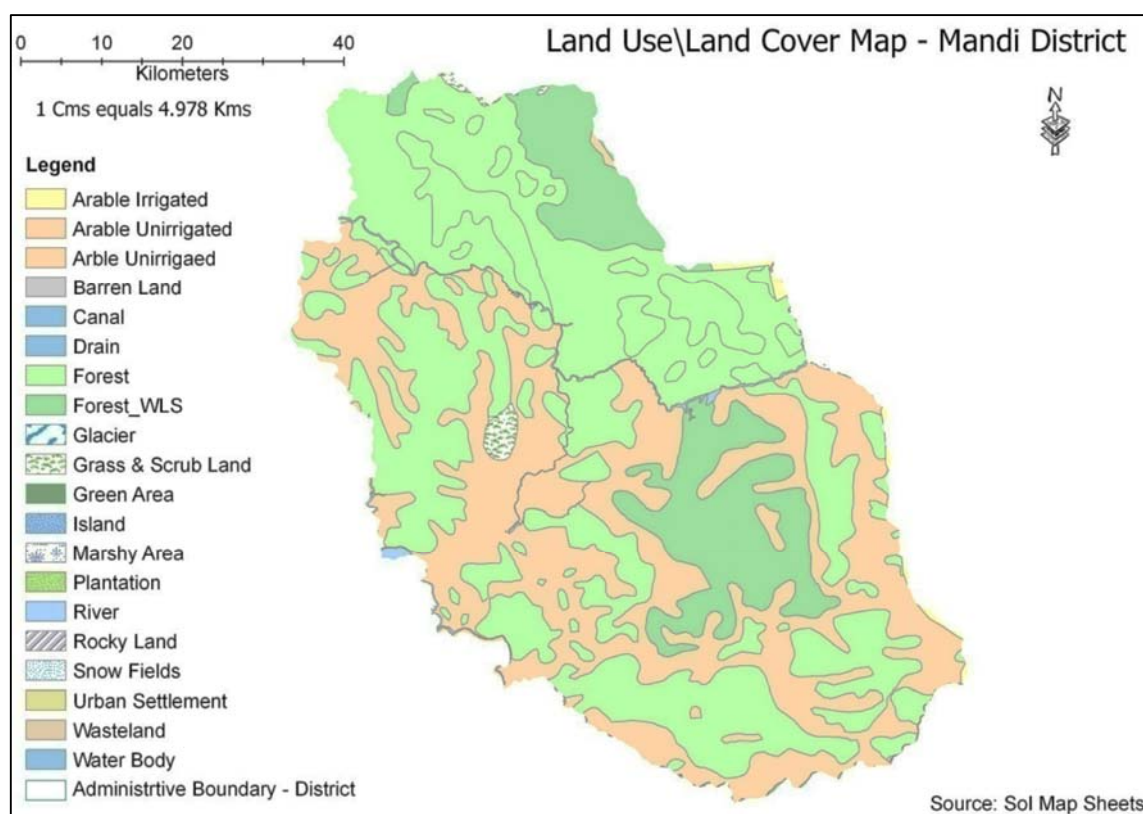 Land Use\Land Cover Map - Mandi District
0 10 20 40
Kilometers
1 Cms equals 4.978 Kms
N
Legend
Arable Irrigated
Arable Unirrigated
Arble Unirrigaed
Barren Land
Canal
Drain
Forest
Forest_WLS
Glacier
Grass & Scrub Land
Green Area
Island
Marshy Area
Plantation
River
Rocky Land
Snow Fields
Urban Settlement
Wasteland
Water Body
Administrtive Boundary - District
Source: SoI Map Sheets